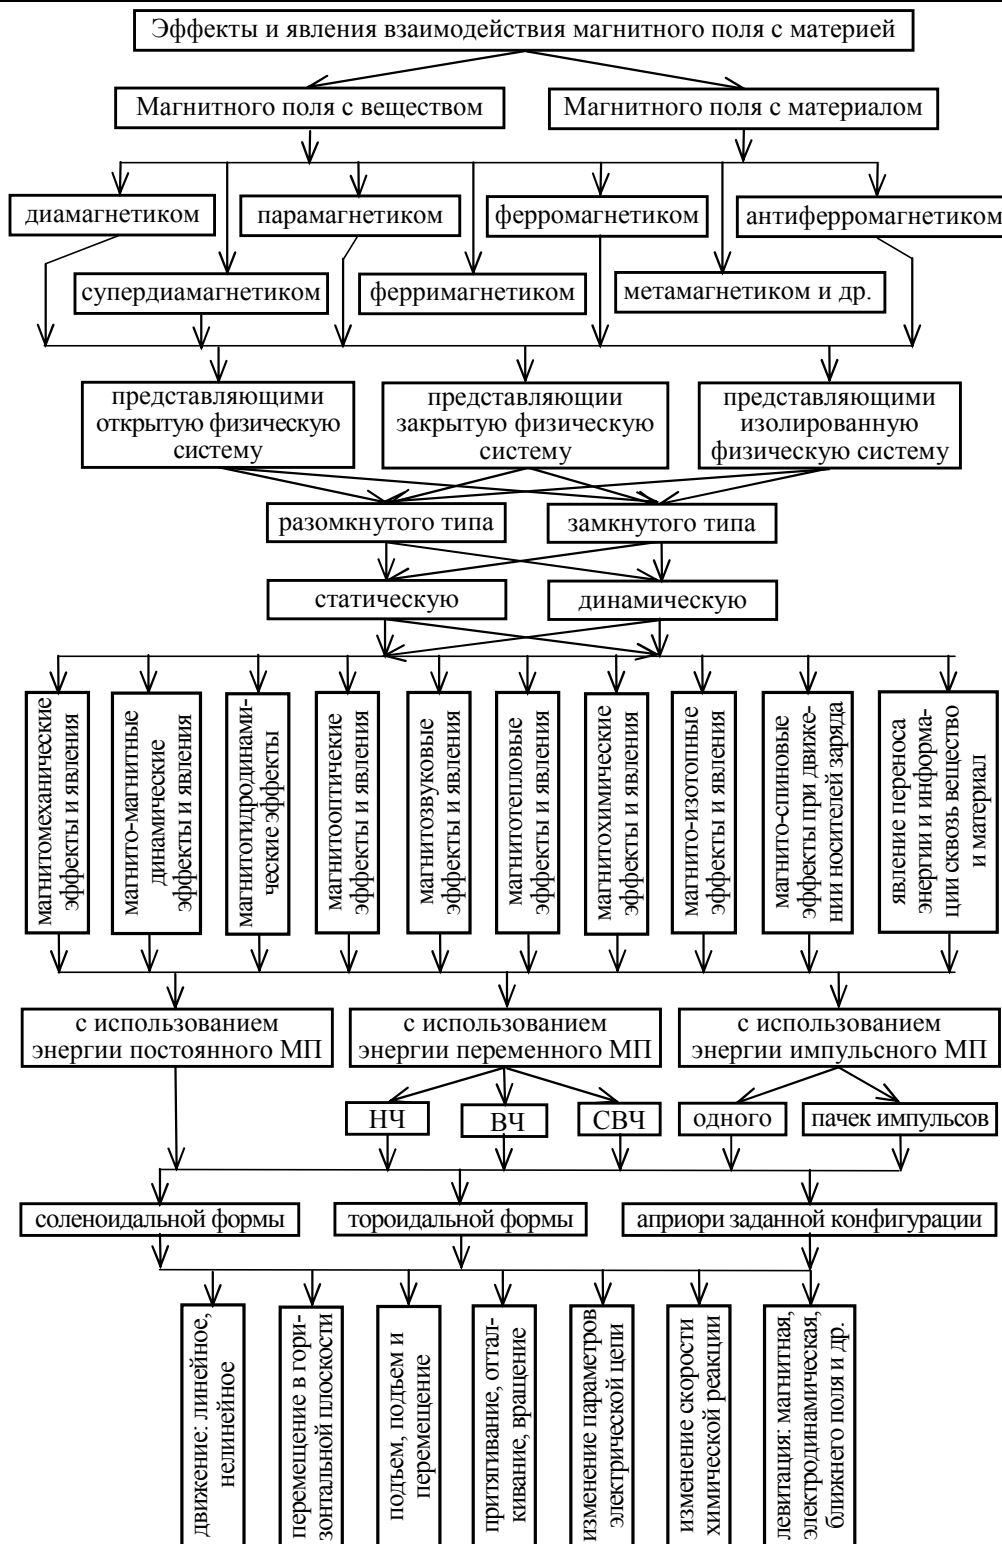 Эффекты и явления взаимодействия магнитного поля с материей
Магнитного поля с веществом
Магнитного поля с материалом
диамагнетиком
парамагнетиком
ферромагнетиком
антиферромагнетиком
супердиамагнетиком
ферримагнетиком
метамагнетиком и др.
представляющими
открытую физическую
систему
представляющии
закрытую физическую
систему
представляющими
изолированную
физическую систему
разомкнутого типа
замкнутого типа
статическую
динамическую
магнитомеханические
эффекты и явления
магнито-магнитные
динамические
эффекты и явления
магнитогидродинами-
ческие эффекты
магнитооптичекие
эффекты и явления
магнитозвуковые
эффекты и явления
магнитотепловые
эффекты и явления
магнитохимические
эффекты и явления
магнито-изотопные
эффекты и явления
магнито-спиновые
эффекты при движе-
нии носителей заряда
явление переноса
энергии и информа-
ции сквозь вещество
и материал
с использованием
энергии постоянного МП
с использованием
энергии переменного МП
с использованием
энергии импульсного МП
НЧ
ВЧ
СВЧ
одного
пачек импульсов
соленоидальной формы
тороидальной формы
априори заданной конфигурации
движение: линейное,
нелинейное
перемещение в гори-
зонтальной плоскости
подъем, подъем и
перемещение
притягивание, оттал-
кивание, вращение
изменение параметров
электрической цепи
изменение скорости
химической реакции
левитация: магнитная,
электродинамическая,
ближнего поля и др.